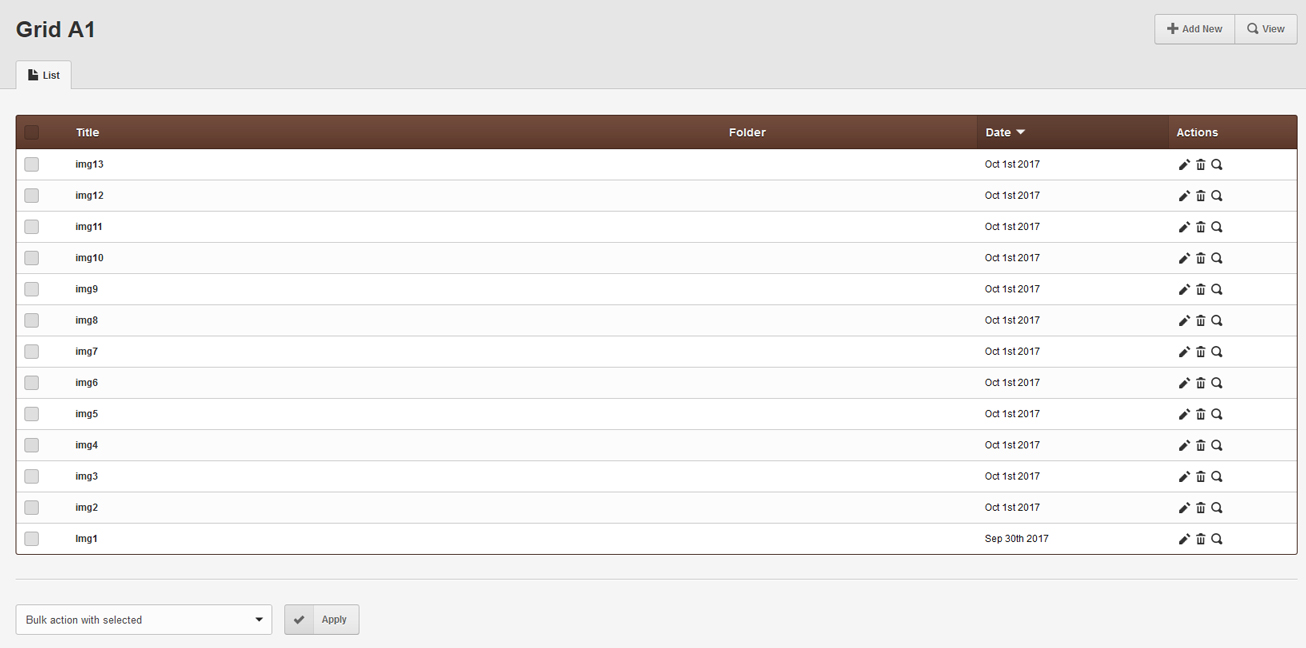 Grid A1
Add New View
List
Title Folder Date Actions
img13 Oct 1st 2017
img12 Oct 1st 2017
img11 Oct 1st 2017
img10 Oct 1st 2017
img9 Oct 1st 2017
img8 Oct 1st 2017
img7 Oct 1st 2017
img6 Oct 1st 2017
img5 Oct 1st 2017
img4 Oct 1st 2017
img3 Oct 1st 2017
img2 Oct 1st 2017
Img1 Sep 30th 2017
Bulk action with selected Apply